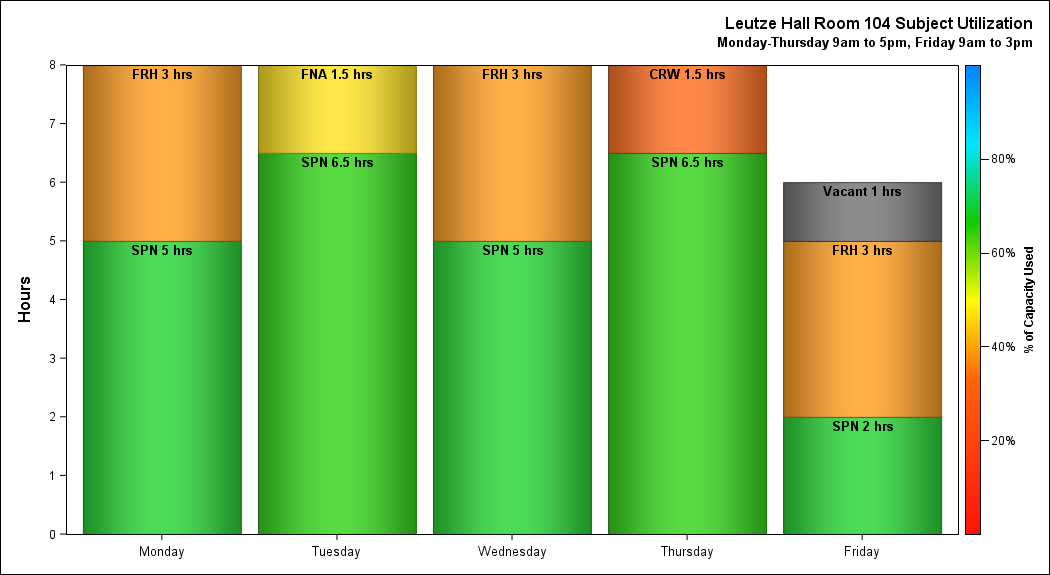 Leutze Hall Room 104 Subject Utilization
Monday-Thursday 9am to 5pm, Friday 9am to 3pm
Hours
8
7
6
5
4
3
2
1
0
FRH 3 hrs
SPN 5 hrs
FNA 1.5 hrs
SPN 6.5 hrs
FRH 3 hrs
SPN 5 hrs
CRW 1.5 hrs
SPN 6.5 hrs
Vacant 1 hrs
FRH 3 hrs
SPN 2 hrs
Monday
Tuesday
Wednesday
Thursday
Friday
80%
60%
40%
20%
% of Capacity Used